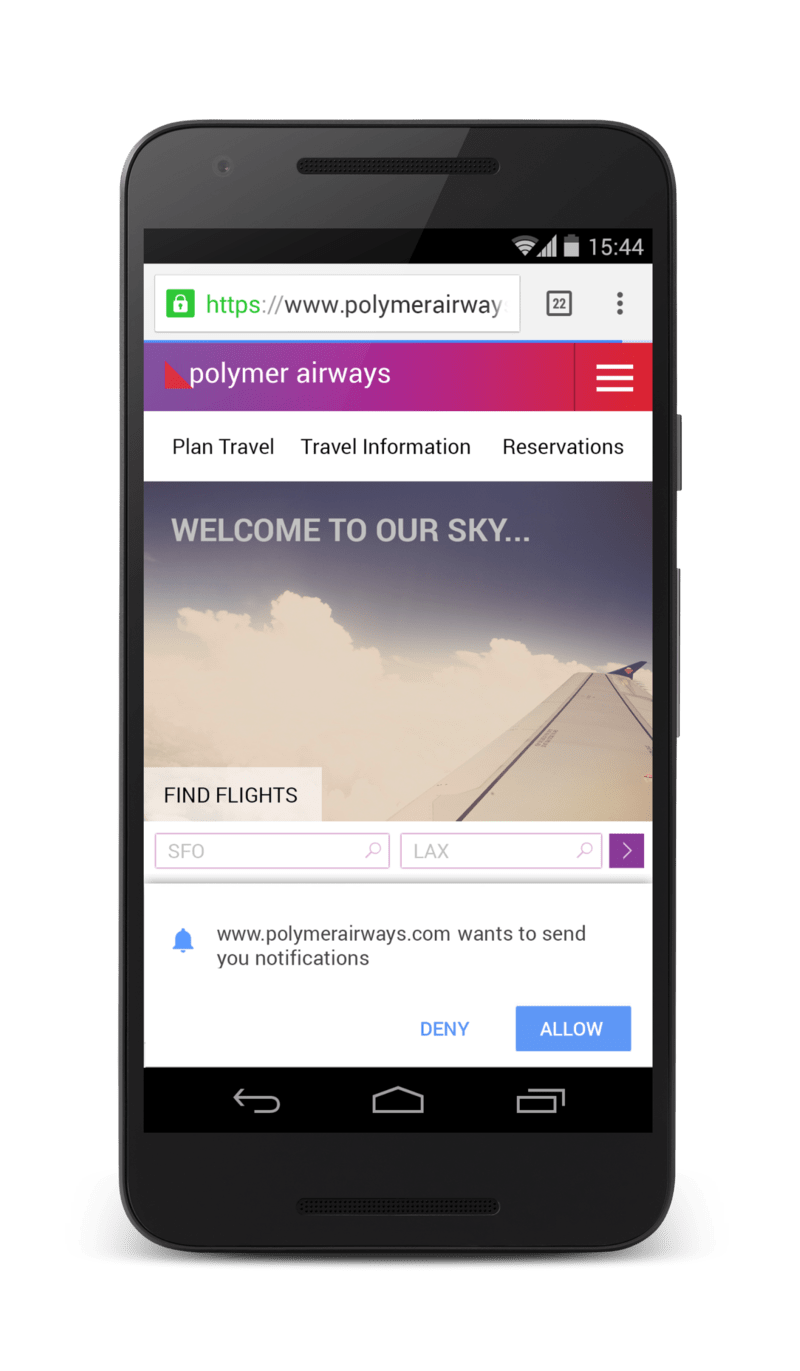 15:44
https://www.polymerairways
22
polymer airways
Plan Travel Travel Information Reservations
WELCOME TO OUR SKY...
FIND FLIGHTS
SFO LAX
www.polymerairways.com wants to send
you notifications
DENY ALLOW